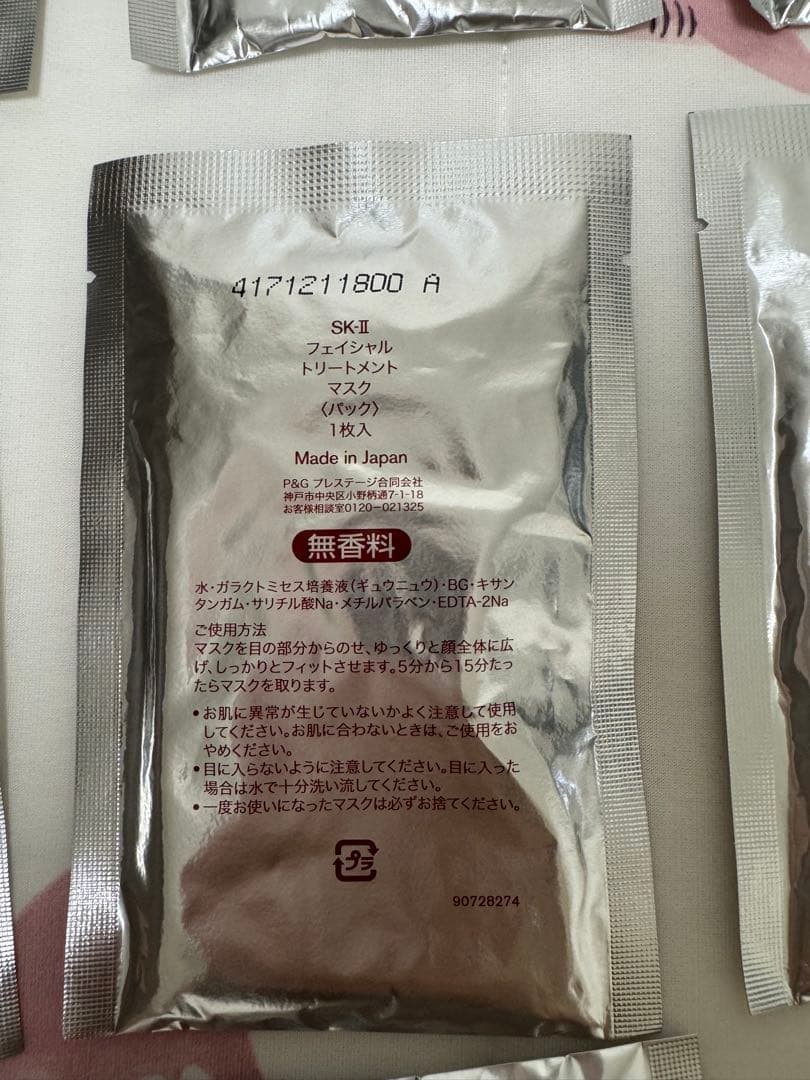 4171211800 A
SK-II
フェイシャル
トリートメント
マスク
〈パック〉
1枚入
Made in Japan
P&G プレステージ合同会社
神戸市中央区小野柄通7-1-18
お客様相談室0120-021325
無香料
水・ガラクトミセス培養液(ギュウニュウ)・BG・キサン
タンガム・サリチル酸Na・メチルパラベン・EDTA-2Na
ご使用方法
マスクを目の部分からのせ、ゆっくりと顔全体に広
げ、しっかりとフィットさせます。5分から15分たっ
たらマスクを取ります。
•お肌に異常が生じていないかよく注意して使用
してください。お肌に合わないときは、ご使用をお
やめください。
•目に入らないように注意してください。目に入った
場合は水で十分洗い流してください。
•一度お使いになったマスクは必ずお捨てください。
プラ
90728274